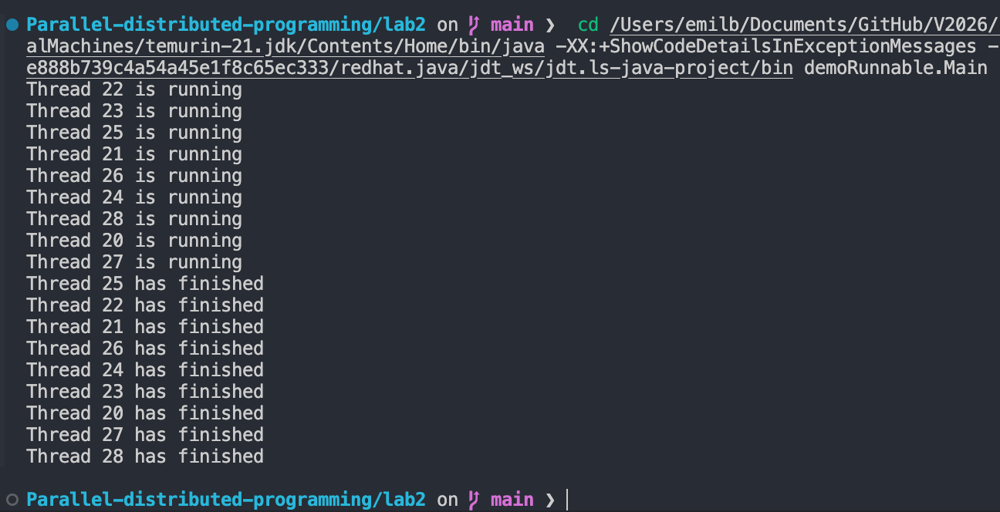 Parallel-distributed-programming/lab2 on main ❯ cd /Users/emilb/Documents/GitHub/V2026/
alMachines/temurin-21.jdk/Contents/Home/bin/java -XX:+ShowCodeDetailsInExceptionMessages -
e888b739c4a54a45e1f8c65ec333/redhat.java/jdt_ws/jdt.ls-java-project/bin demoRunnable.Main
Thread 22 is running
Thread 23 is running
Thread 25 is running
Thread 21 is running
Thread 26 is running
Thread 24 is running
Thread 28 is running
Thread 20 is running
Thread 27 is running
Thread 25 has finished
Thread 22 has finished
Thread 21 has finished
Thread 26 has finished
Thread 24 has finished
Thread 23 has finished
Thread 20 has finished
Thread 27 has finished
Thread 28 has finished
Parallel-distributed-programming/lab2 on main ❯